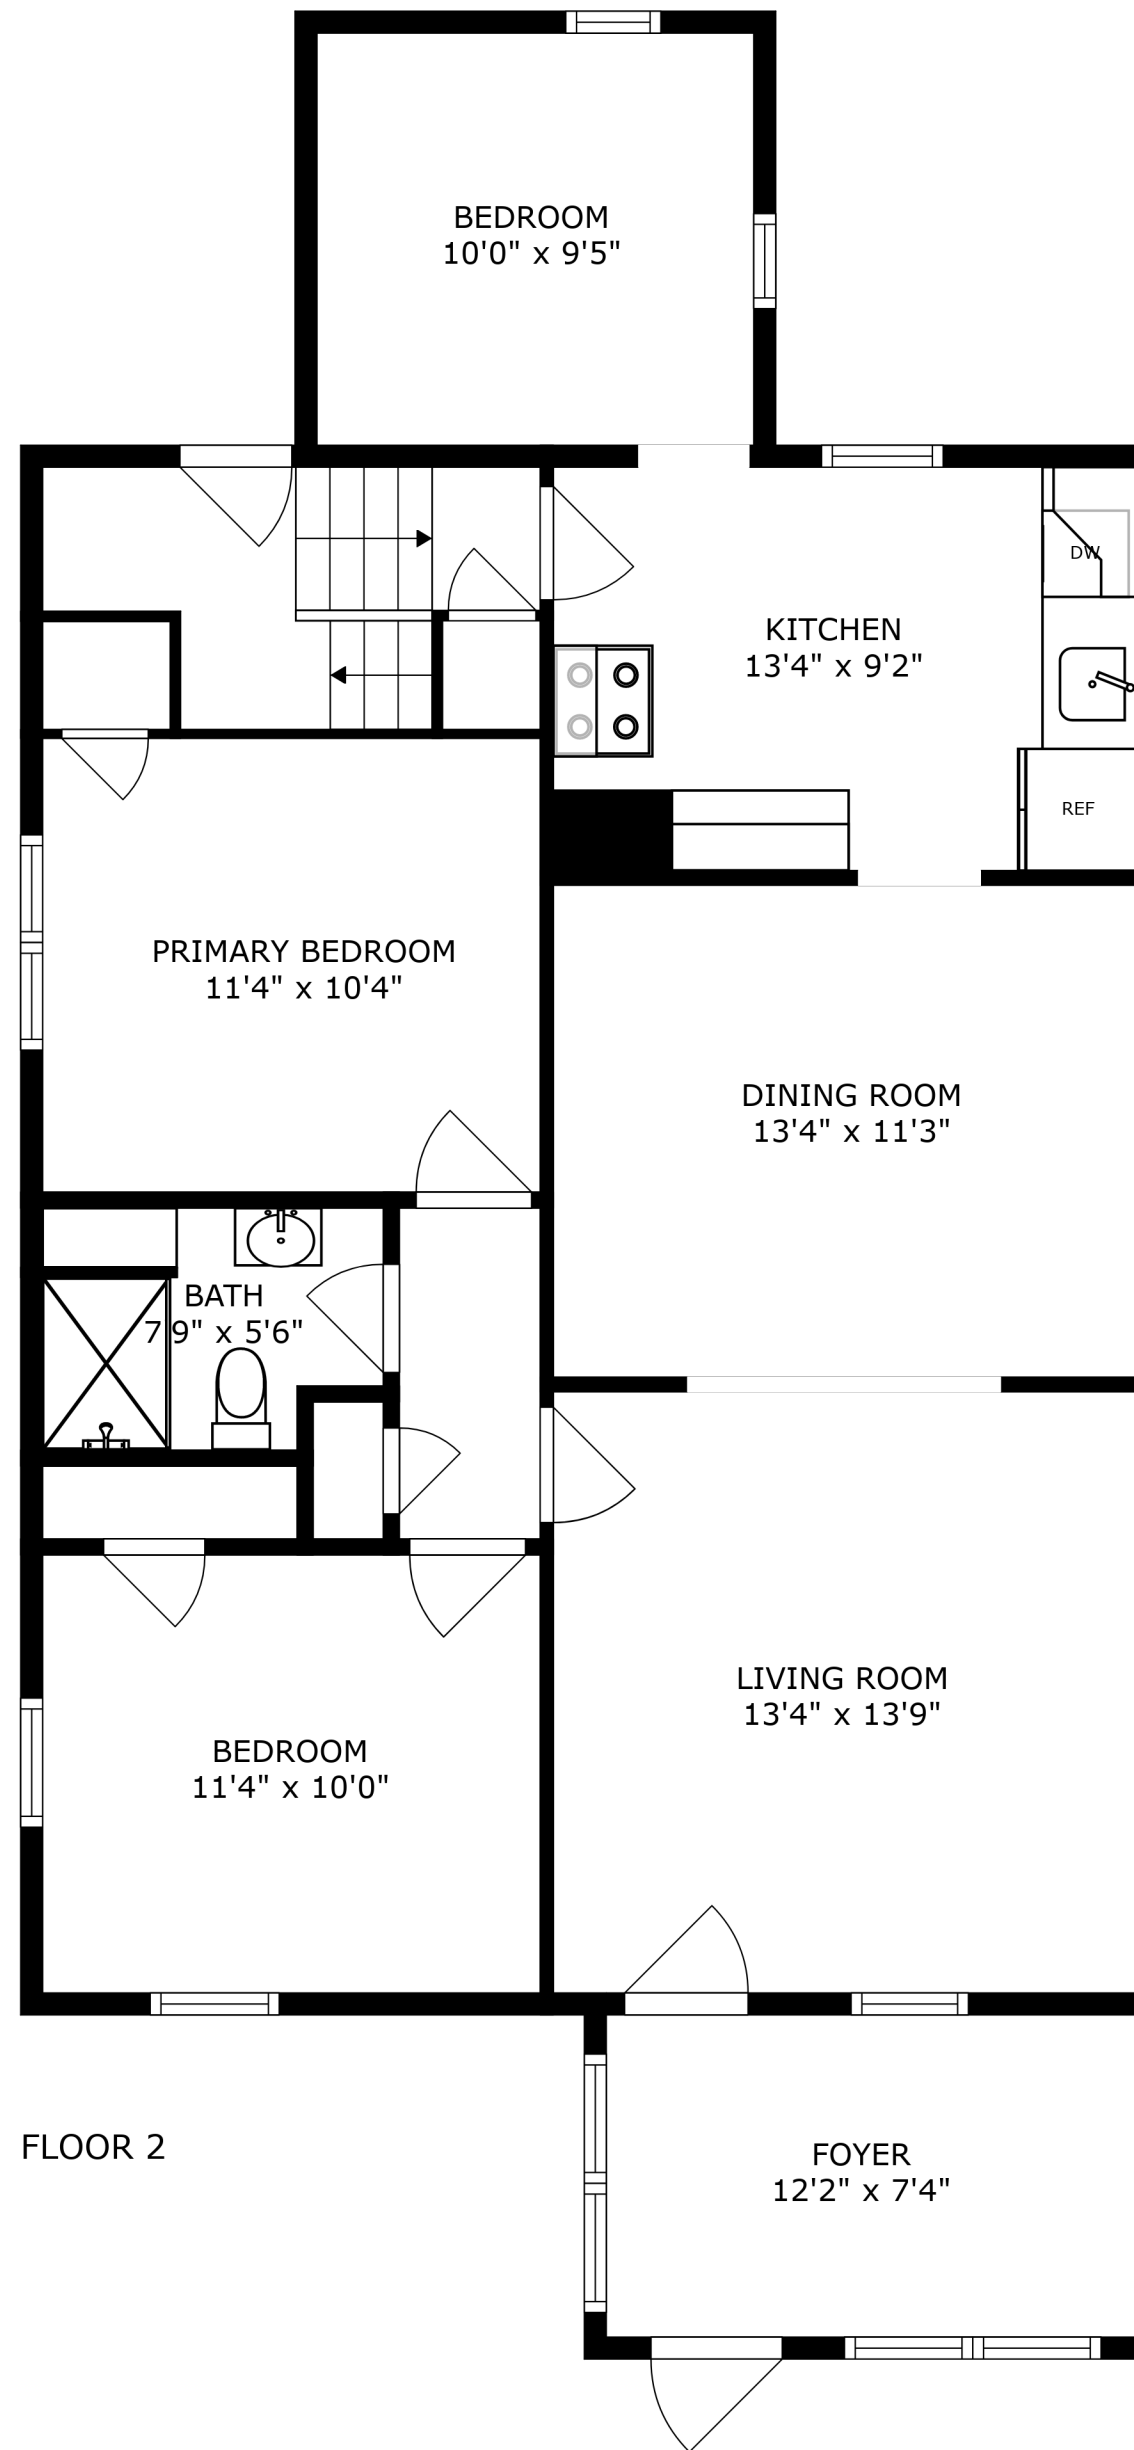 BEDROOM
10'0" x 9'5"
DW
KITCHEN
13'4" x 9'2"
REF
PRIMARY BEDROOM
11'4" x 10'4"
DINING ROOM
13'4" x 11'3"
BATH
7'9" x 5'6"
LIVING ROOM
13'4" x 13'9"
BEDROOM
11'4" x 10'0"
FLOOR 2
FOYER
12'2" x 7'4"